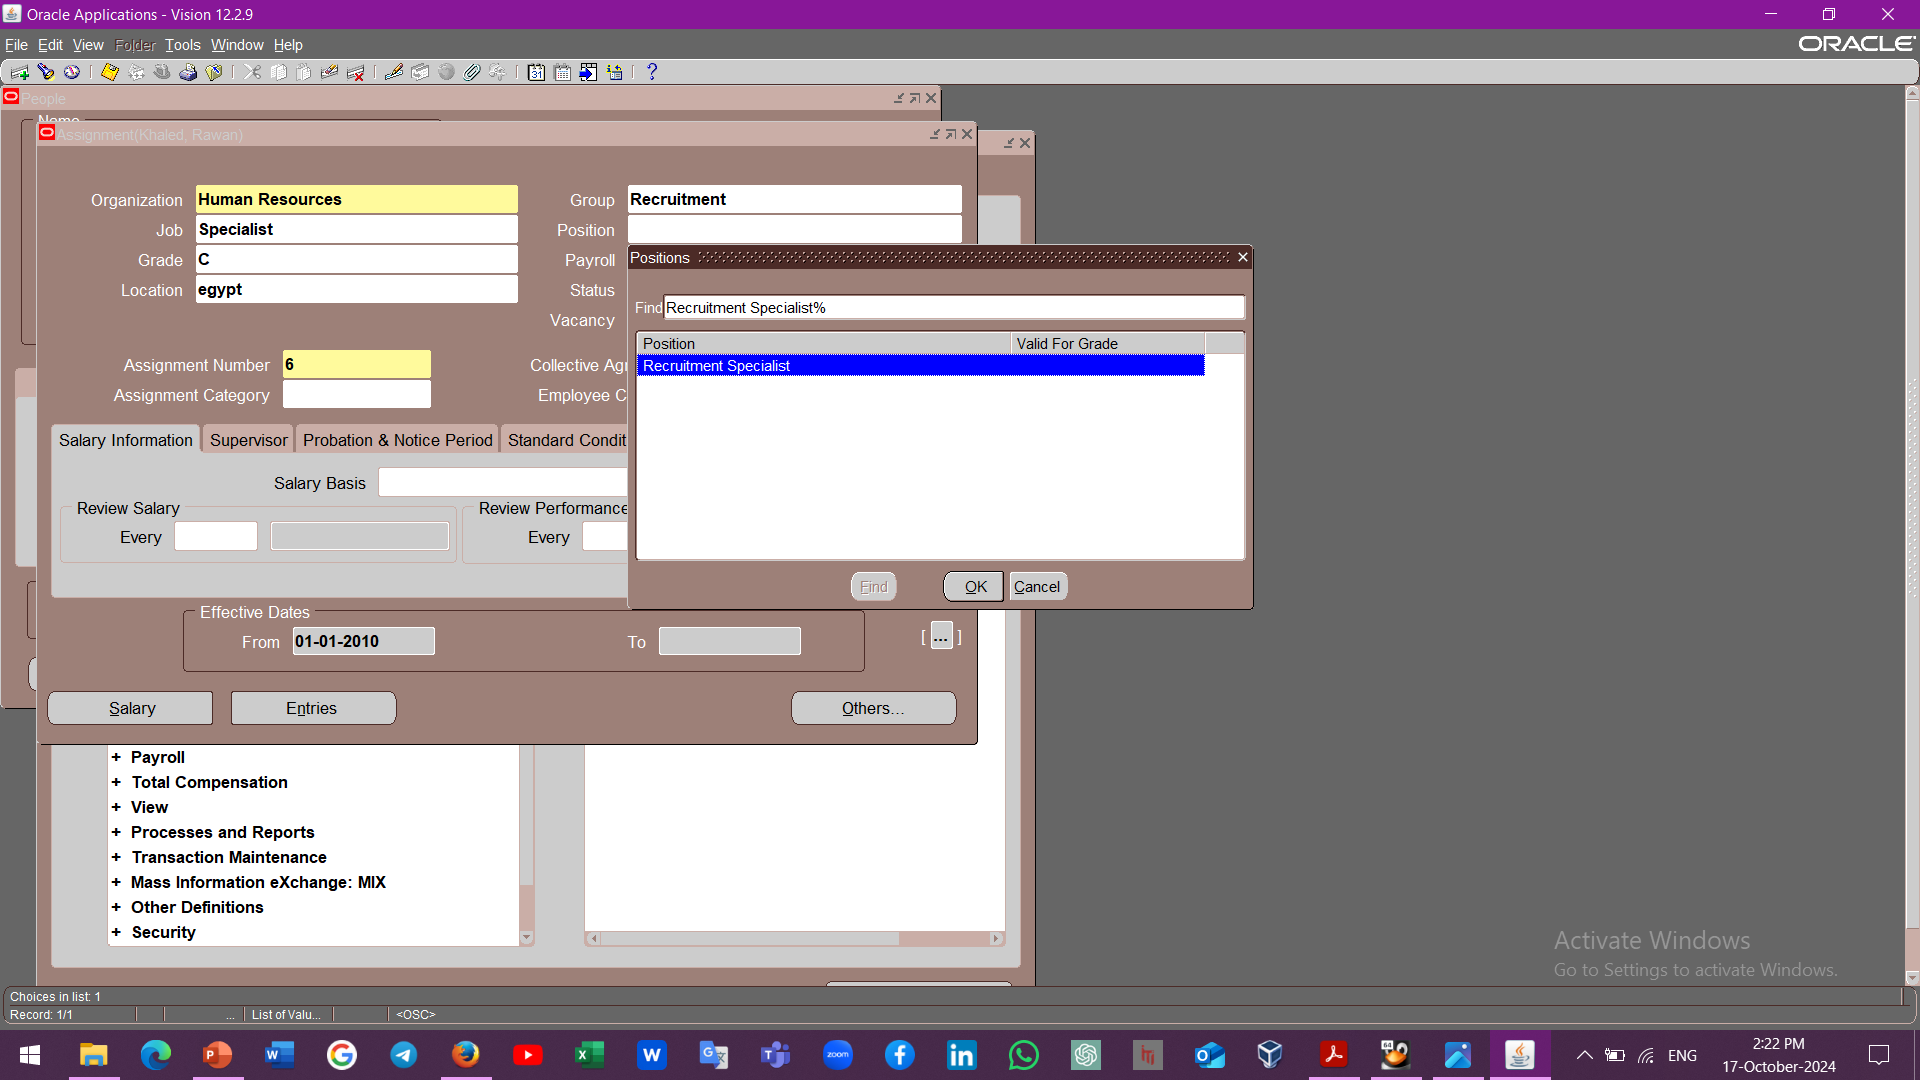 Oracle Applications - Vision 12.2.9
File Edit View Folder Tools Window Help
ORACLE
People
Name
Assignment(Khaled, Rawan)
Organization Human Resources Group Recruitment
Job Specialist Position
Grade C Payroll
Location egypt Status
Vacancy
Positions
Find Recruitment Specialist%
Position Valid For Grade
Recruitment Specialist
Find OK Cancel
Assignment Number 6 Collective Agr
Assignment Category Employee C
Salary Information Supervisor Probation & Notice Period Standard Condit
Salary Basis
Review Salary Review Performance
Every Every
Effective Dates
From 01-01-2010 To [ ... ]
Salary Entries Others...
+ Payroll
+ Total Compensation
+ View
+ Processes and Reports
+ Transaction Maintenance
+ Mass Information eXchange: MIX
+ Other Definitions
+ Security
Activate Windows
Go to Settings to activate Windows.
Choices in list: 1
Record: 1/1 ... List of Valu... <OSC>
ENG
2:22 PM
17-October-2024